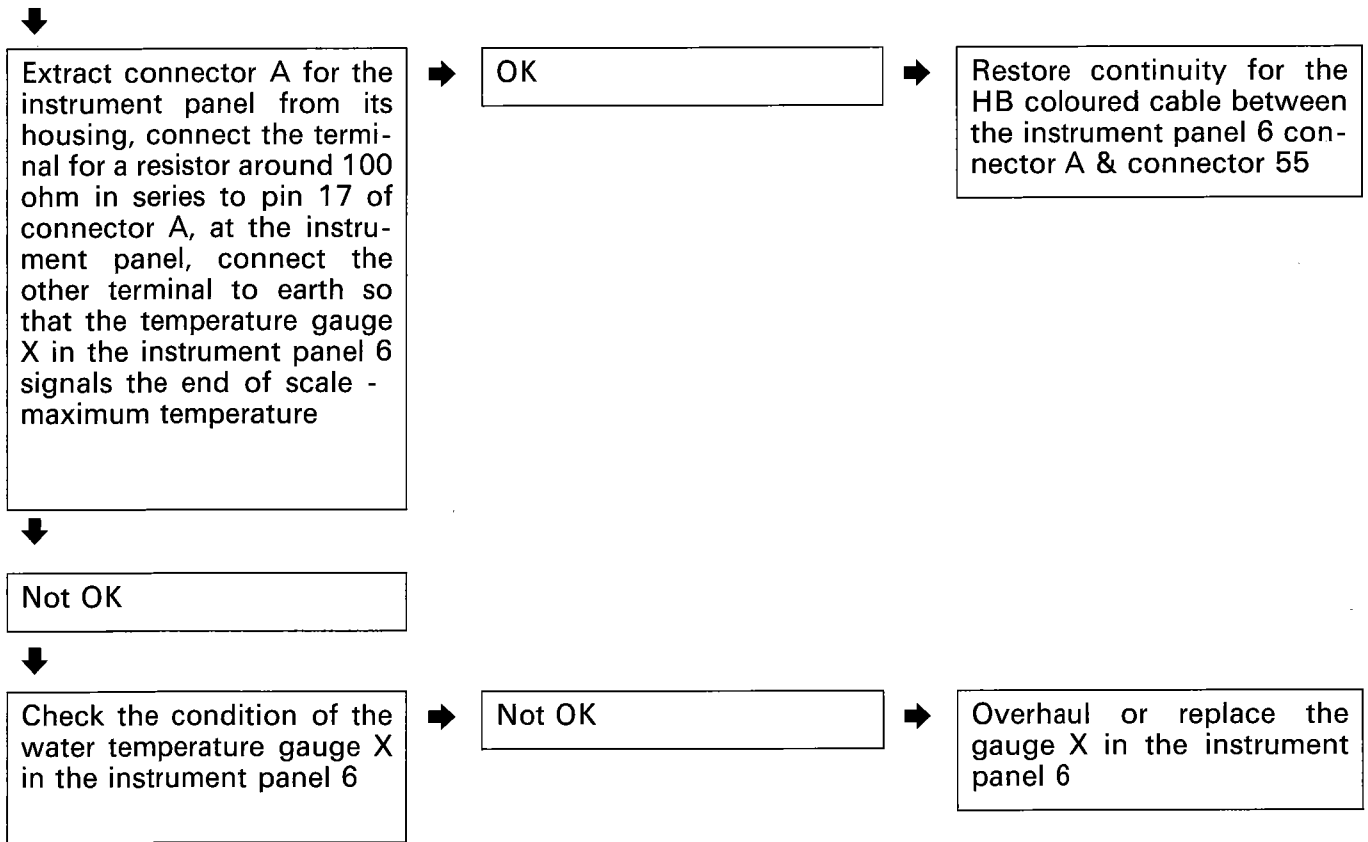 Extract connector A for the
instrument panel from its
housing, connect the termi-
nal for a resistor around 100
ohm in series to pin 17 of
connector A, at the instru-
ment panel, connect the
other terminal to earth so
that the temperature gauge
X in the instrument panel 6
signals the end of scale -
maximum temperature
OK
Restore continuity for the
HB coloured cable between
the instrument panel 6 con-
nector A & connector 55
Not OK
Check the condition of the
water temperature gauge X
in the instrument panel 6
Not OK
Overhaul or replace the
gauge X in the instrument
panel 6